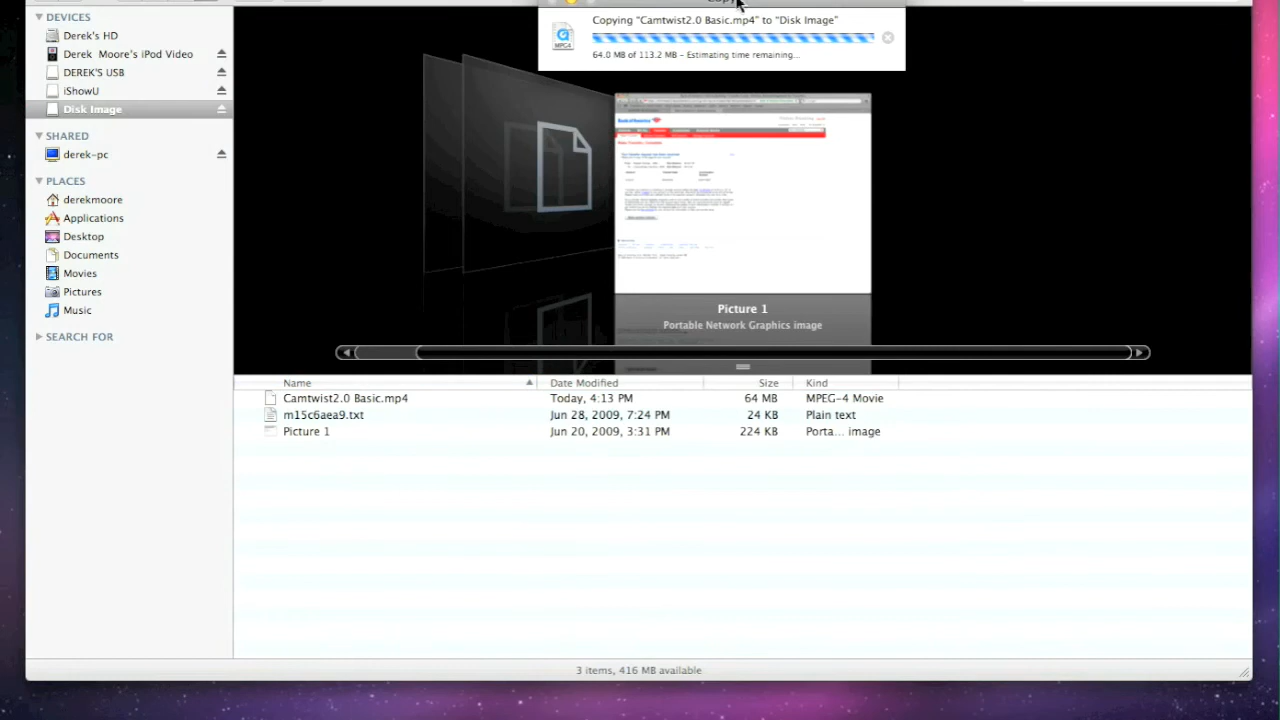 Copy
Copying “Camtwist2.0 Basic.mp4” to “Disk Image”
64.0 MB of 113.2 MB – Estimating time remaining...
MPEG4
DEVICES
Derek's HD
Derek. Moore's iPod Video
DEREK'S USB
iShowU
Disk Image
SHARED
derek-pc
PLACES
derekmoore
Applications
Desktop
Documents
Movies
Pictures
Music
SEARCH FOR
Bank of America
Picture 1
Portable Network Graphics image
Name Date Modified Size Kind
Camtwist2.0 Basic.mp4 Today, 4:13 PM 64 MB MPEG-4 Movie
m15c6aea9.txt Jun 28, 2009, 7:24 PM 24 KB Plain text
Picture 1 Jun 20, 2009, 3:31 PM 224 KB Porta... image
3 items, 416 MB available